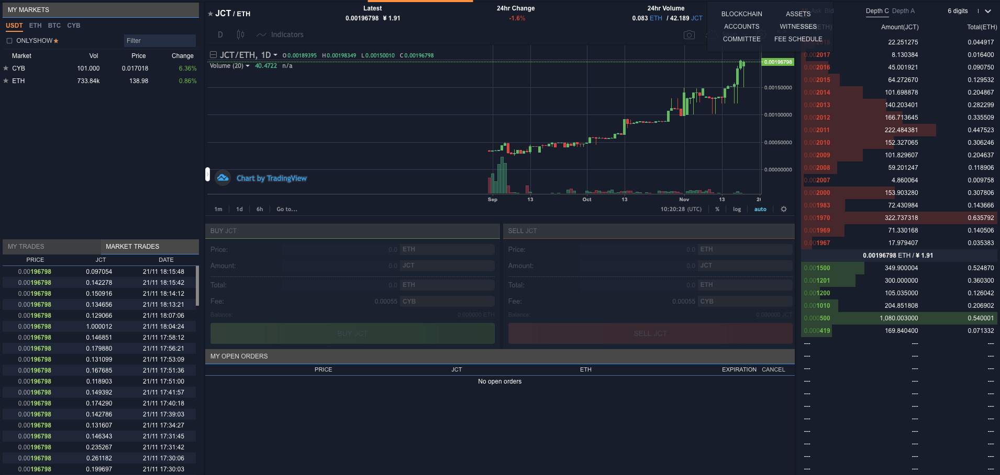 MY MARKETS
USDT ETH BTC CYB
ONLYSHOW★ Filter
Market Vol Price Change
★ CYB 101.000 0.017018 6.36%
★ ETH 733.84k 138.98 0.86%
MY TRADES MARKET TRADES
PRICE JCT DATE
0.00196798 0.097054 21/11 18:15:48
0.00196798 0.142278 21/11 18:15:42
0.00196798 0.150916 21/11 18:14:12
0.00196798 0.134656 21/11 18:13:21
0.00196798 0.129066 21/11 18:07:06
0.00196798 1.000012 21/11 18:04:24
0.00196798 0.146851 21/11 17:58:12
0.00196798 0.179880 21/11 17:56:21
0.00196798 0.131099 21/11 17:53:09
0.00196798 0.167685 21/11 17:51:36
0.00196798 0.118903 21/11 17:51:00
0.00196798 0.149392 21/11 17:41:57
0.00196798 0.174290 21/11 17:40:18
0.00196798 0.142786 21/11 17:39:03
0.00196798 0.131607 21/11 17:34:27
0.00196798 0.146343 21/11 17:31:45
0.00196798 0.235267 21/11 17:31:42
0.00196798 0.261182 21/11 17:30:06
0.00196798 0.199697 21/11 17:30:03
★ JCT / ETH
Latest 24hr Change 24hr Volume
0.00196798 ¥ 1.91 -1.6% 0.083 ETH / 42.189 JCT
BLOCKCHAIN ASSETS
ACCOUNTS WITNESSES
COMMITTEE FEE SCHEDULE
D Indicators
JCT/ETH, 1D O0.00189395 H0.00198349 L0.00150010 C0.00196798
Volume (20) 40.4722 n/a
0.00196798
0.00150000
0.00100000
0.00050000
0.00000000
Chart by TradingView
Sep 13 Oct 13 Nov 13
1m 1d 6h Go to... 10:20:28 (UTC) % log auto
BUY JCT
Price: 0.0 ETH
Amount: 0.0 JCT
Total: 0.0 ETH
Fee: 0.00055 CYB
Balance: 0.000000 ETH
BUY JCT
SELL JCT
Price: 0.0 ETH
Amount: 0.0 JCT
Total: 0.0 ETH
Fee: 0.00055 CYB
Balance: 0.000000 JCT
SELL JCT
MY OPEN ORDERS
PRICE JCT ETH EXPIRATION CANCEL
No open orders
All Ask Bid Depth C Depth A 6 digits
Amount(JCT) Total(ETH)
2018 22.251275 0.044917
0.002017 8.130384 0.016400
0.002016 45.001921 0.090750
0.002015 64.272670 0.129532
0.002014 101.698878 0.204867
0.002013 140.203401 0.282299
0.002012 166.713645 0.335509
0.002011 222.484381 0.447523
0.002010 152.327065 0.306246
0.002009 101.829607 0.204637
0.002008 59.201247 0.118906
0.002007 4.860064 0.009758
0.002000 153.903280 0.307806
0.001983 72.430984 0.143666
0.001970 322.737318 0.635792
0.001969 71.330168 0.140506
0.001967 17.979407 0.035383
0.00196798 ETH / ¥ 1.91
0.001500 349.900004 0.524870
0.001201 300.000000 0.360300
0.001200 105.035000 0.126042
0.001010 204.851808 0.206902
0.000500 1,080.003000 0.540001
0.000419 169.840400 0.071332
--- --- ---
--- --- ---
--- --- ---
--- --- ---
--- --- ---
--- --- ---
--- --- ---
--- --- ---
--- --- ---
--- --- ---
--- --- ---